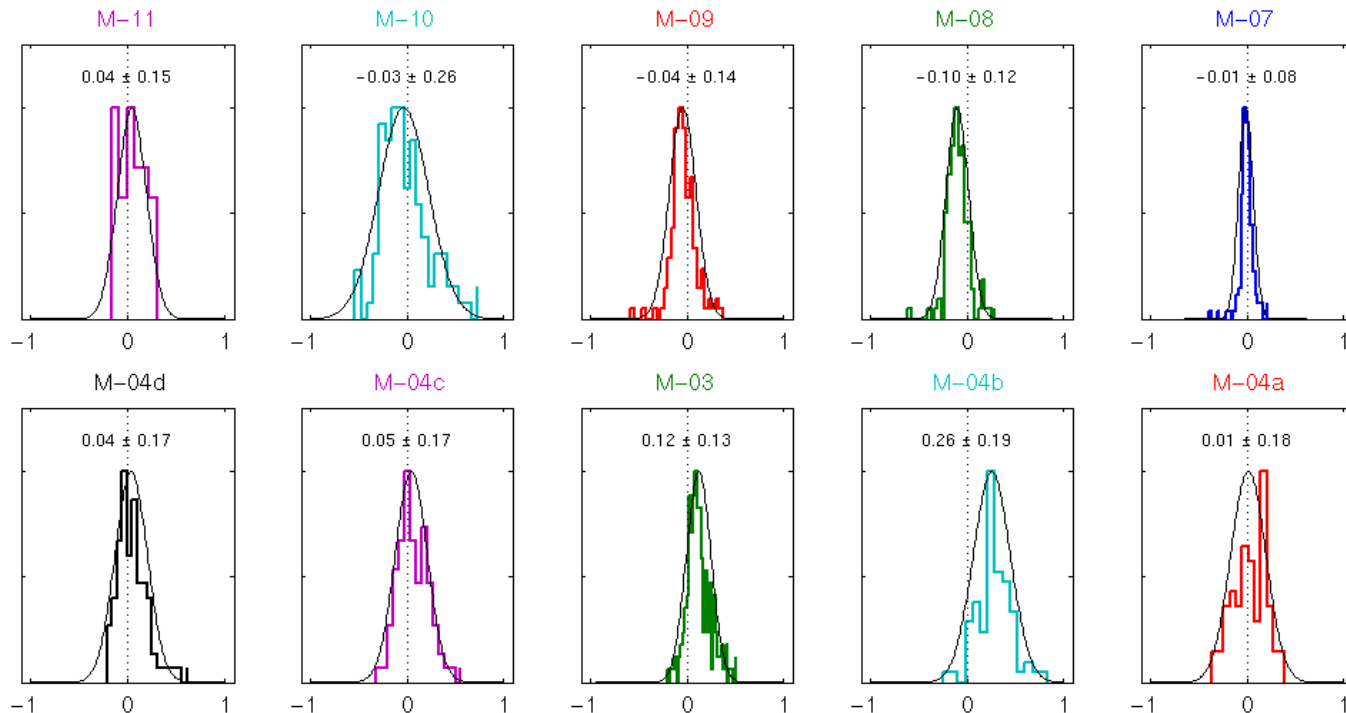 M−11 M−10 M−09 M−08 M−07
0.04 ± 0.15 −0.03 ± 0.26 −0.04 ± 0.14 −0.10 ± 0.12 −0.01 ± 0.08
−1 0 1 −1 0 1 −1 0 1 −1 0 1 −1 0 1
M−04d M−04c M−03 M−04b M−04a
0.04 ± 0.17 0.05 ± 0.17 0.12 ± 0.13 0.26 ± 0.19 0.01 ± 0.18
−1 0 1 −1 0 1 −1 0 1 −1 0 1 −1 0 1